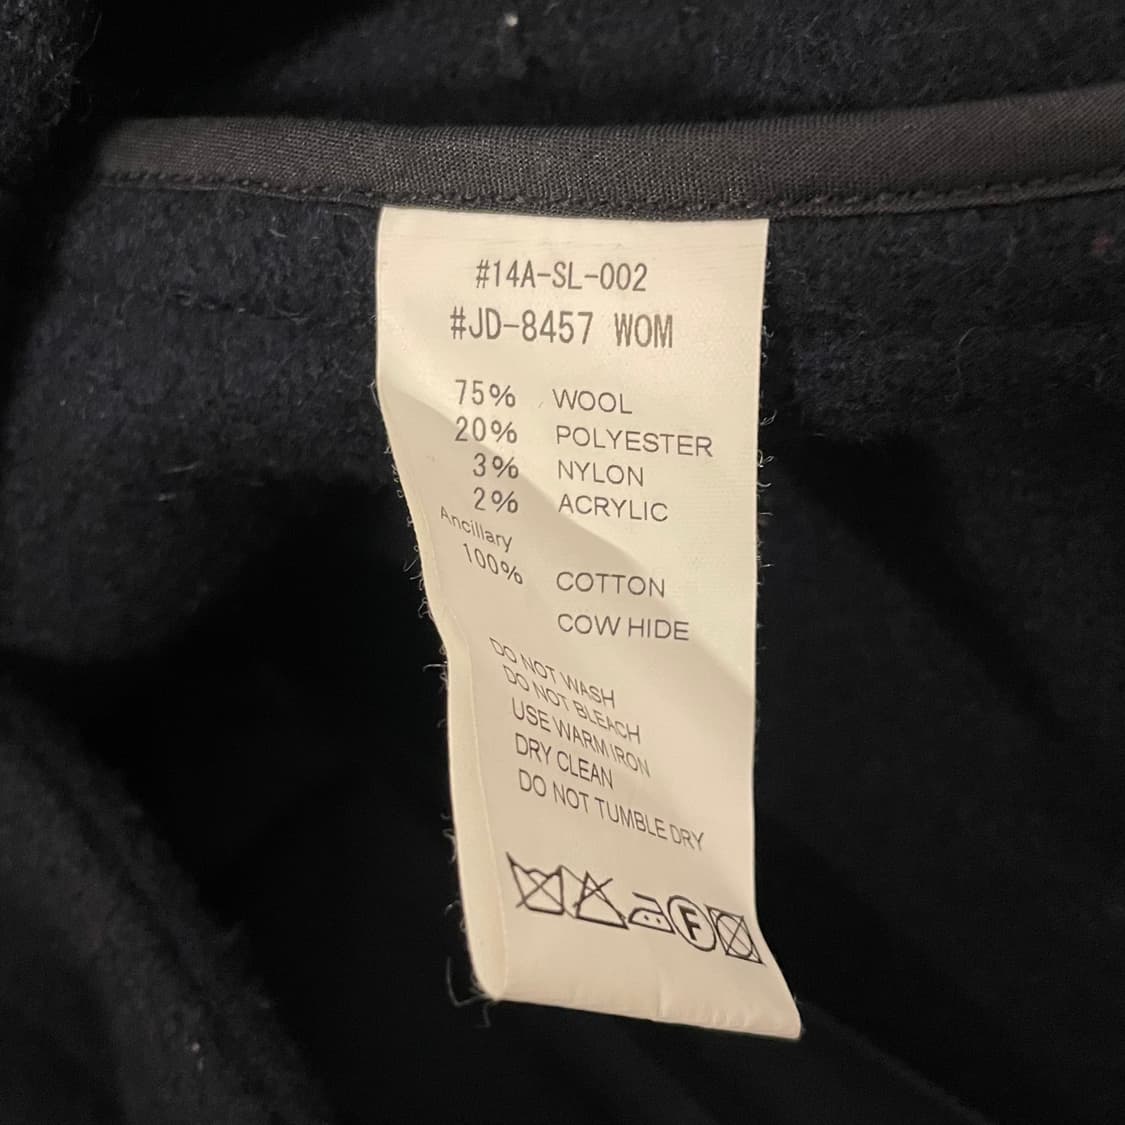 #14A-SL-002
#JD-8457 WOM
75% WOOL
20% POLYESTER
3% NYLON
2% ACRYLIC
Ancillary
100% COTTON
COW HIDE
DO NOT WASH
DO NOT BLEACH
USE WARM IRON
DRY CLEAN
DO NOT TUMBLE DRY
F